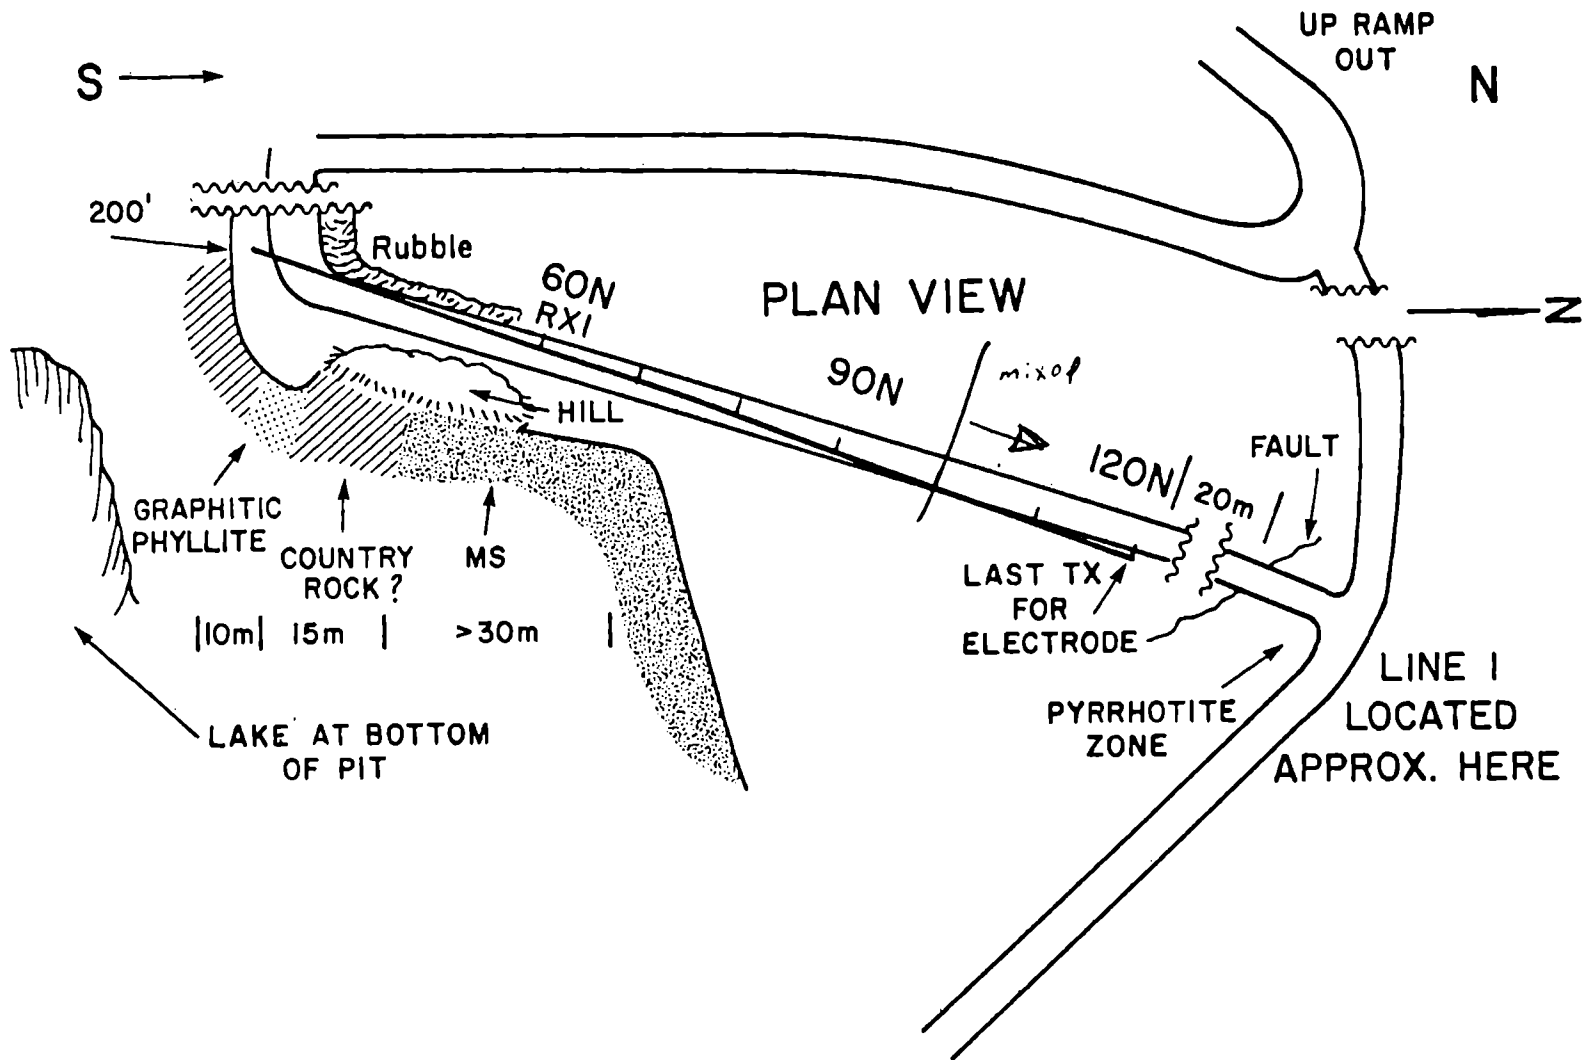 UP RAMP
OUT
S
N
200'
Rubble
60N
RX1
PLAN VIEW
N
90N
HILL
120N
20m
FAULT
GRAPHITIC
PHYLLITE
COUNTRY
ROCK ?
MS
LAST TX
FOR
ELECTRODE
|10m| 15m | >30m |
LINE 1
LOCATED
APPROX. HERE
PYRRHOTITE
ZONE
LAKE AT BOTTOM
OF PIT